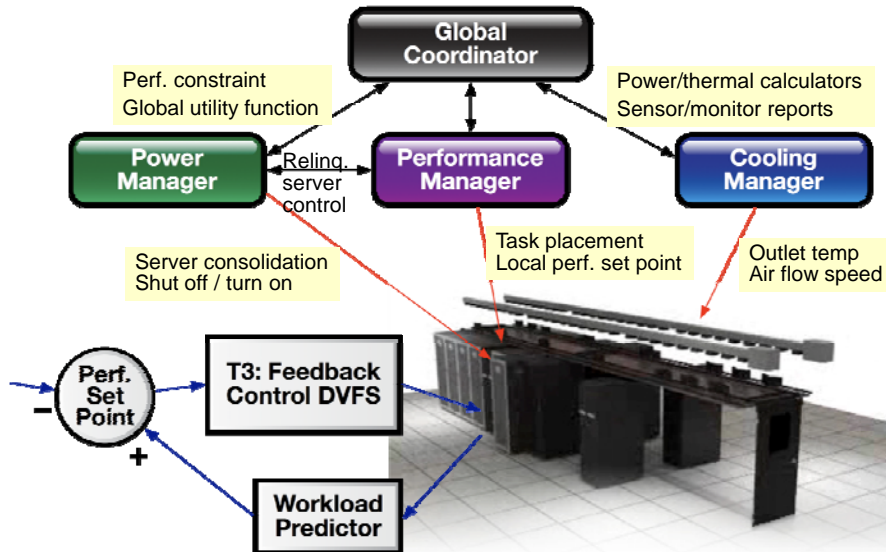 Global
Coordinator
Perf. constraint
Global utility function
Power/thermal calculators
Sensor/monitor reports
Power
Manager
Relinq.
server
control
Performance
Manager
Cooling
Manager
Server consolidation
Shut off / turn on
Task placement
Local perf. set point
Outlet temp
Air flow speed
Perf.
Set
Point
−
+
T3: Feedback
Control DVFS
Workload
Predictor